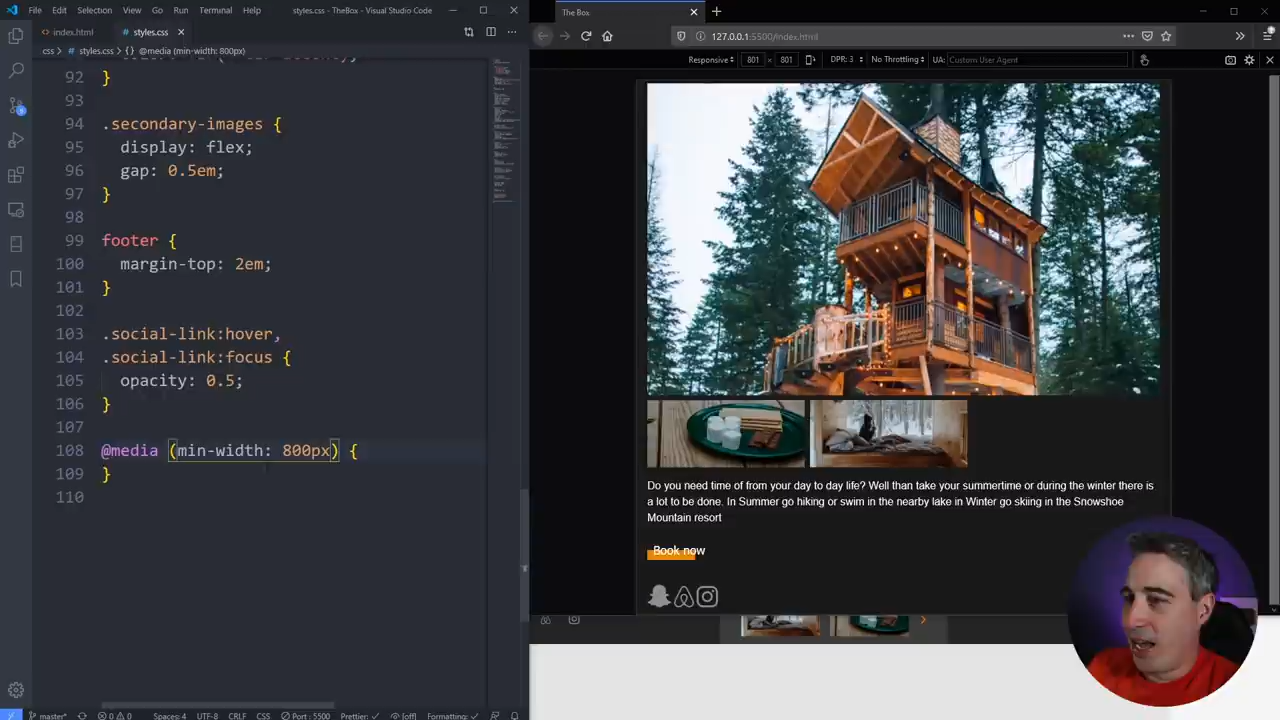 File Edit Selection View Go Run Terminal Help styles.css - TheBox - Visual Studio Code
index.html styles.css
css > styles.css > {} @media (min-width: 800px)
92 }
93
94 .secondary-images {
95 display: flex;
96 gap: 0.5em;
97 }
98
99 footer {
100 margin-top: 2em;
101 }
102
103 .social-link:hover,
104 .social-link:focus {
105 opacity: 0.5;
106 }
107
108 @media (min-width: 800px) {
109 }
110
master* 0 0 Spaces: 4 UTF-8 CRLF CSS Port : 5500 Prettier: ✓ [off] Formatting: ✓
The Box
127.0.0.1:5500/index.html
Responsive 801 × 801 DPR: 3 No Throttling UA: Custom User Agent
Do you need time of from your day to day life? Well than take your summertime or during the winter there is
a lot to be done. In Summer go hiking or swim in the nearby lake in Winter go skiing in the Snowshoe
Mountain resort
Book now